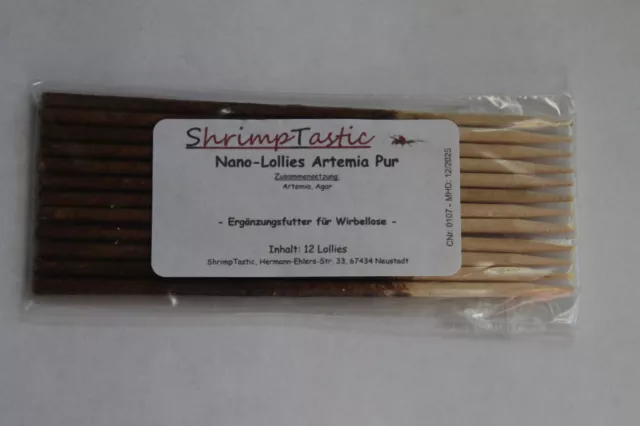 ShrimpTastic
Nano-Lollies Artemia Pur
Zusammensetzung:
Artemia, Agar
- Ergänzungsfutter für Wirbellose -
Inhalt: 12 Lollies
ShrimpTastic, Hermann-Ehlers-Str. 33, 67434 Neustadt
CNr: 0107 - MHD: 12/2025